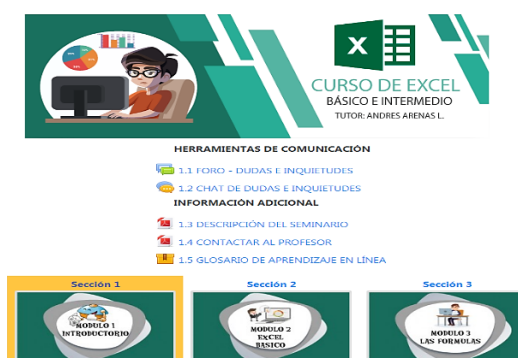 CURSO DE EXCEL
BÁSICO E INTERMEDIO
TUTOR: ANDRES ARENAS L.
HERRAMIENTAS DE COMUNICACIÓN
1.1 FORO - DUDAS E INQUIETUDES
1.2 CHAT DE DUDAS E INQUIETUDES
INFORMACIÓN ADICIONAL
1.3 DESCRIPCIÓN DEL SEMINARIO
1.4 CONTACTAR AL PROFESOR
1.5 GLOSARIO DE APRENDIZAJE EN LÍNEA
Sección 1
Sección 2
Sección 3
MODULO 1
INTRODUCTORIO
MODULO 2
EXCEL
BASICO
MODULO 3
LAS FORMULAS